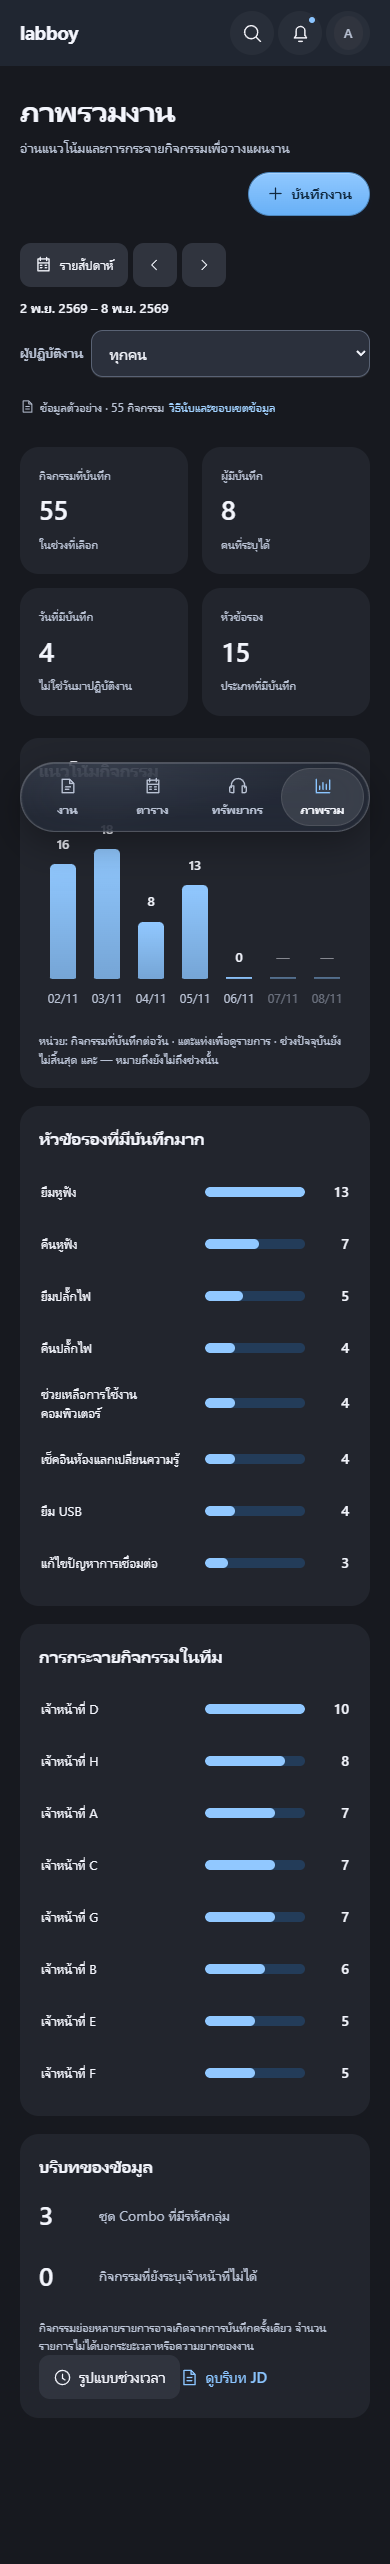 labboy
A
ภาพรวมงาน
อ่านแนวโน้มและการกระจายกิจกรรมเพื่อวางแผนงาน
บันทึกงาน
รายสัปดาห์
2 พ.ย. 2569 – 8 พ.ย. 2569
ผู้ปฏิบัติงาน
ทุกคน
ข้อมูลตัวอย่าง · 55 กิจกรรม วิธีนับและขอบเขตข้อมูล
กิจกรรมที่บันทึก
55
ในช่วงที่เลือก
ผู้มีบันทึก
8
คนที่ระบุได้
วันที่มีบันทึก
4
ไม่ใช่วันมาปฏิบัติงาน
หัวข้อรอง
15
ประเภทที่มีบันทึก
แนวโน้มกิจกรรม
งาน
ตาราง
ทรัพยากร
ภาพรวม
16
18
8
13
0
—
—
02/11
03/11
04/11
05/11
06/11
07/11
08/11
หน่วย: กิจกรรมที่บันทึกต่อวัน · แตะแท่งเพื่อดูรายการ · ช่วงปัจจุบันยัง
ไม่สิ้นสุด และ — หมายถึงยังไม่ถึงช่วงนั้น
หัวข้อรองที่มีบันทึกมาก
ยืมหูฟัง 13
คืนหูฟัง 7
ยืมปลั๊กไฟ 5
คืนปลั๊กไฟ 4
ช่วยเหลือการใช้งาน
คอมพิวเตอร์ 4
เช็คอินห้องแลกเปลี่ยนความรู้ 4
ยืม USB 4
แก้ไขปัญหาการเชื่อมต่อ 3
การกระจายกิจกรรมในทีม
เจ้าหน้าที่ D 10
เจ้าหน้าที่ H 8
เจ้าหน้าที่ A 7
เจ้าหน้าที่ C 7
เจ้าหน้าที่ G 7
เจ้าหน้าที่ B 6
เจ้าหน้าที่ E 5
เจ้าหน้าที่ F 5
บริบทของข้อมูล
3 ชุด Combo ที่มีรหัสกลุ่ม
0 กิจกรรมที่ยังระบุเจ้าหน้าที่ไม่ได้
กิจกรรมย่อยหลายรายการอาจเกิดจากการบันทึกครั้งเดียว จำนวน
รายการไม่ได้บอกระยะเวลาหรือความยากของงาน
รูปแบบช่วงเวลา
ดูบริบท JD